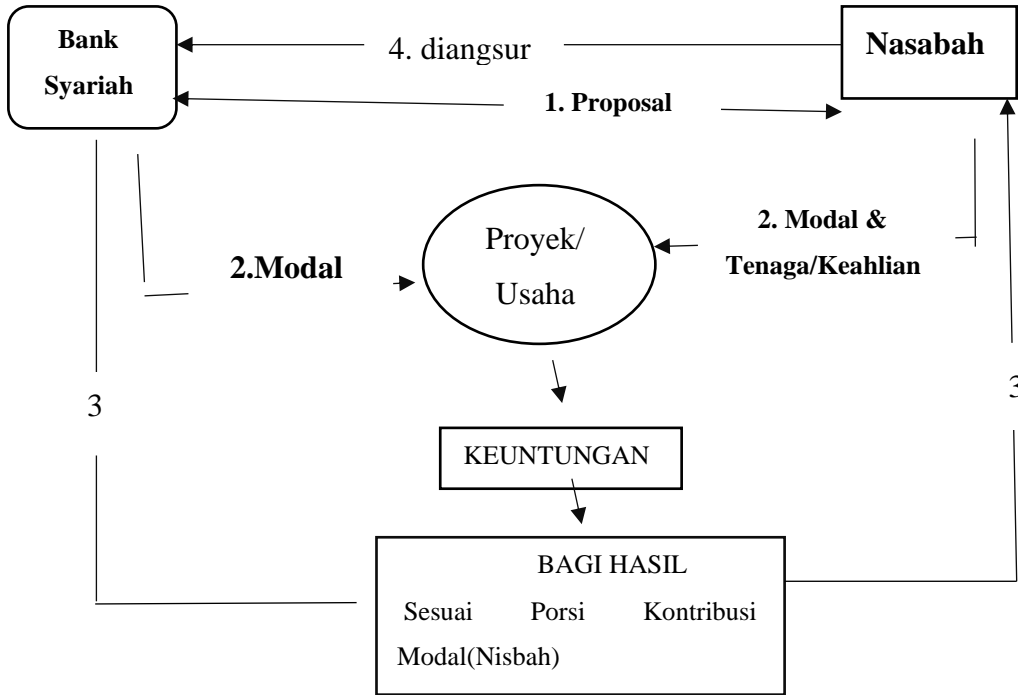 Bank
Syariah
4. diangsur
Nasabah
1. Proposal
2.Modal
Proyek/
Usaha
2. Modal &
Tenaga/Keahlian
3
3
KEUNTUNGAN
BAGI HASIL
Sesuai Porsi Kontribusi
Modal(Nisbah)